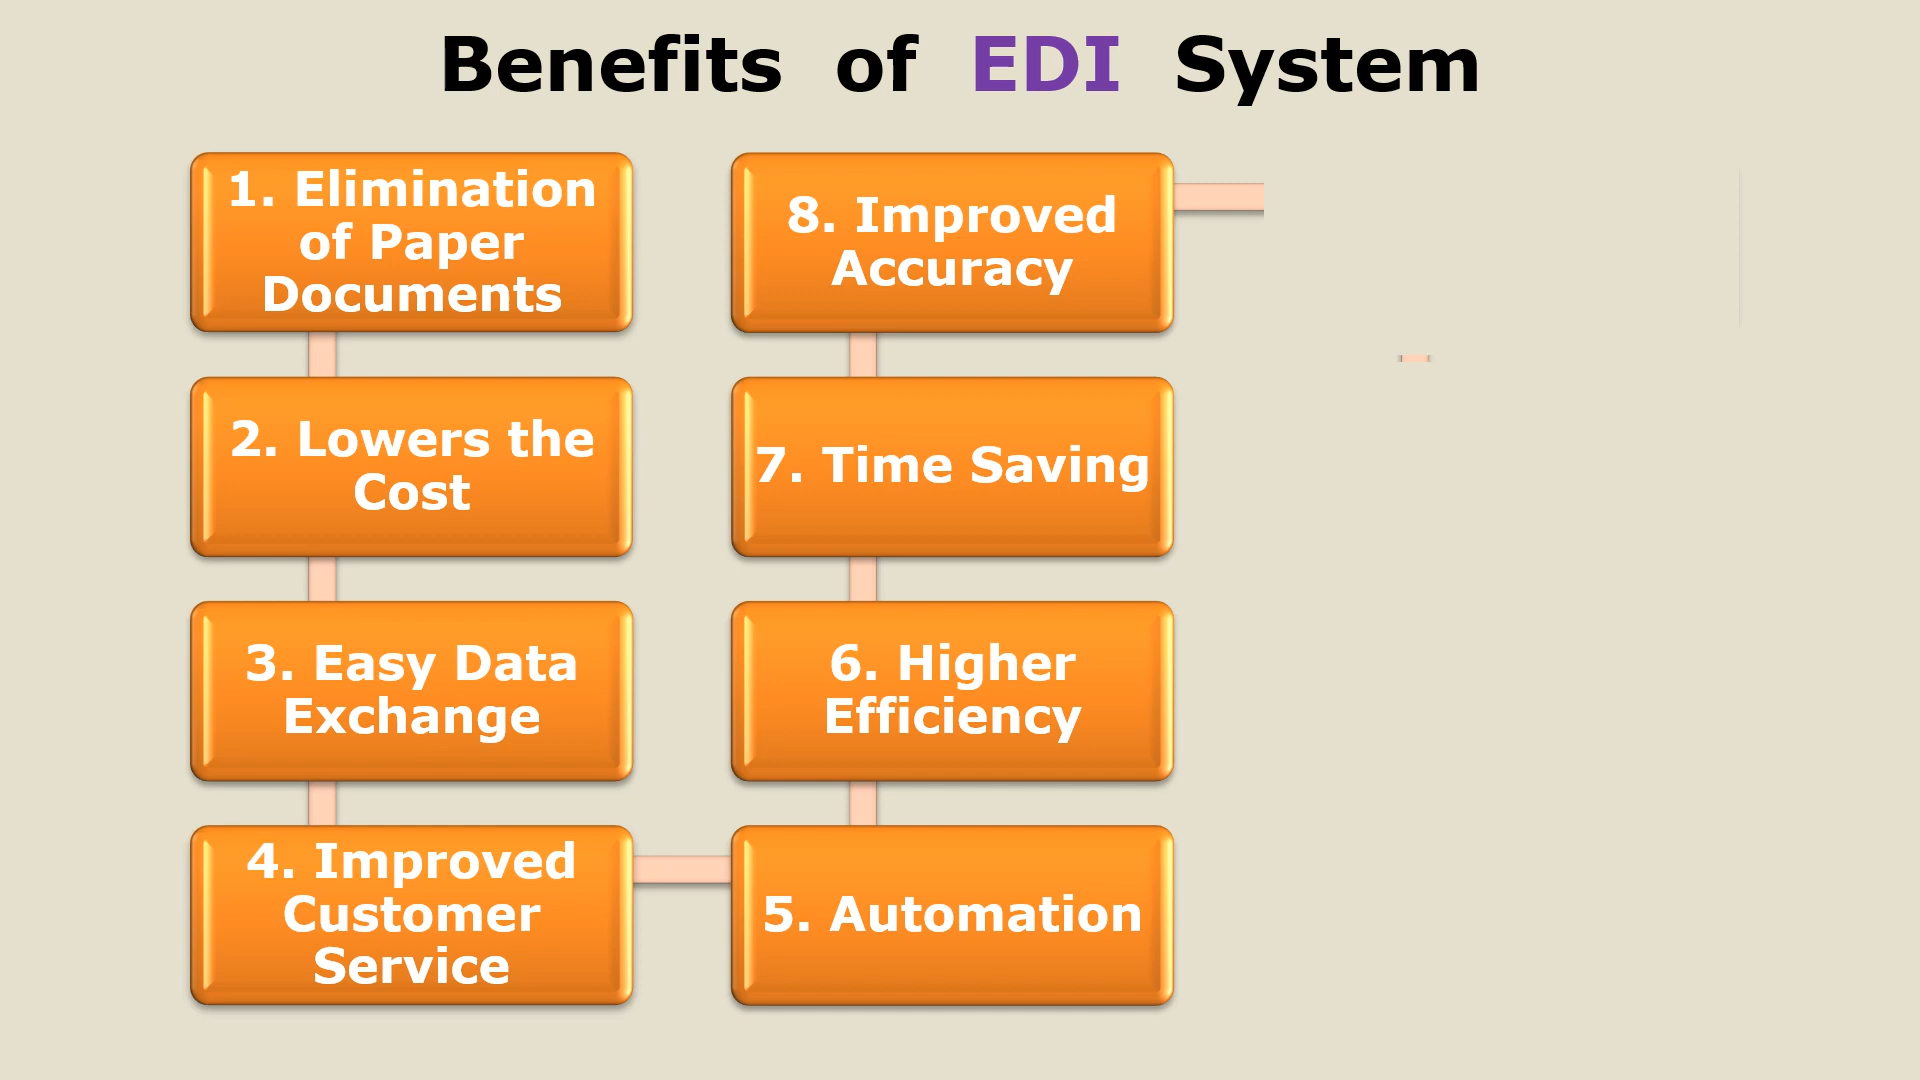 Benefits of EDI System
1. Elimination
of Paper
Documents
2. Lowers the
Cost
3. Easy Data
Exchange
4. Improved
Customer
Service
5. Automation
6. Higher
Efficiency
7. Time Saving
8. Improved
Accuracy